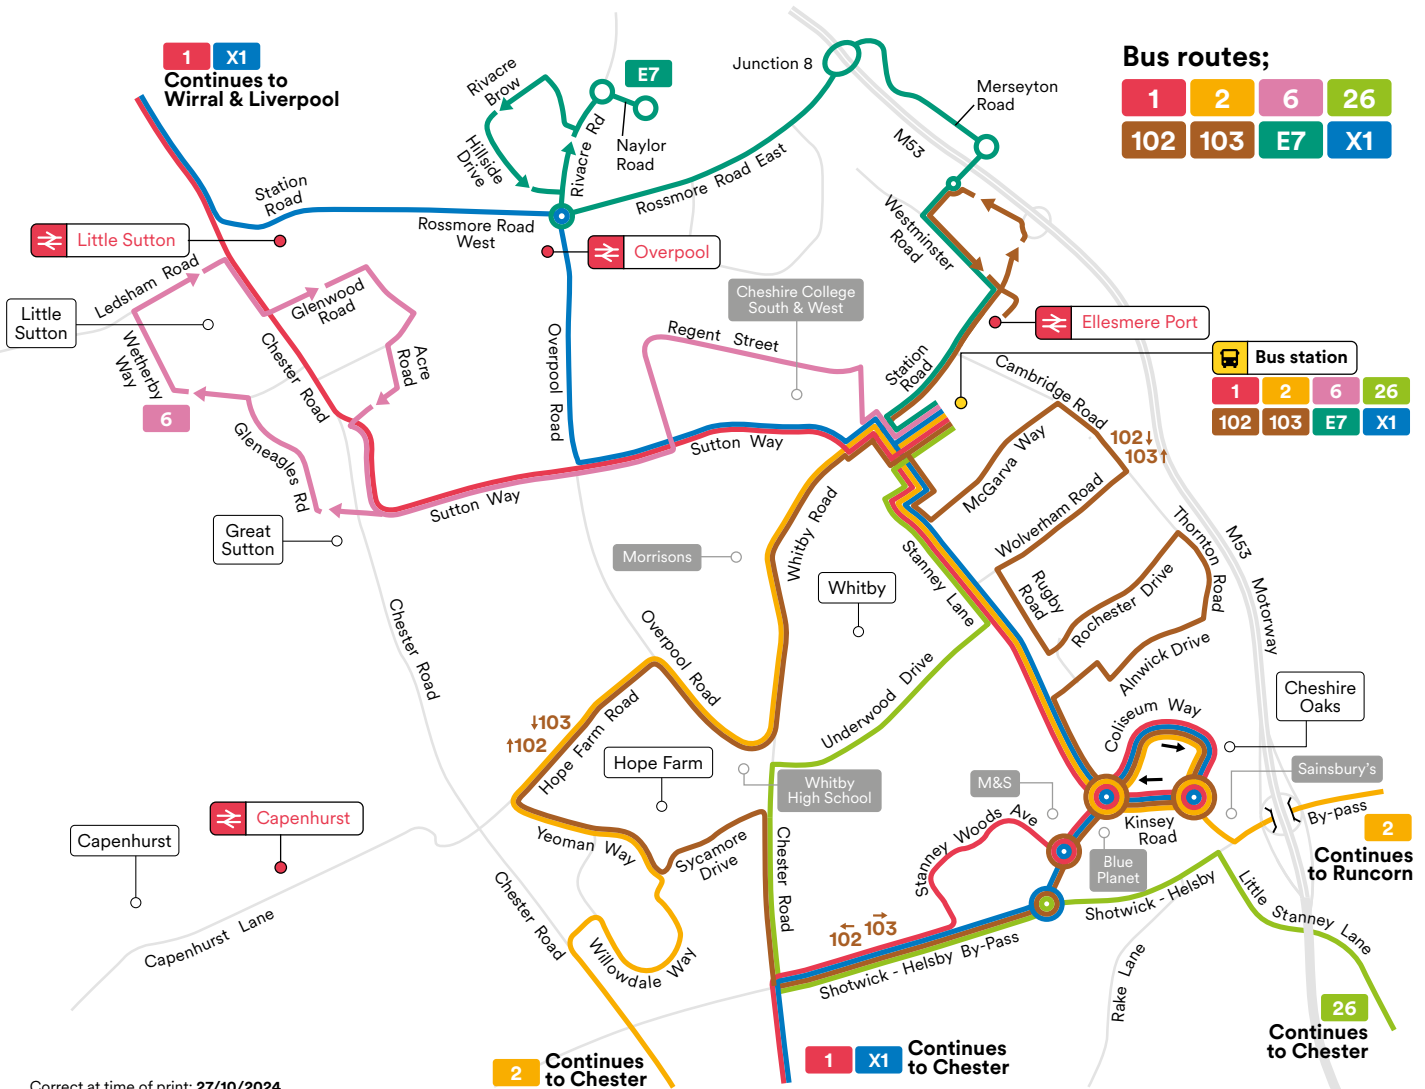 1 X1
Continues to
Wirral & Liverpool
Rivacre
Brow
E7
Junction 8
Merseyton
Road
Bus routes;
1 2 6 26
102 103 E7 X1
M53
Hillside
Drive
Rivacre Rd
Naylor
Road
Station
Road
Rossmore Road
West
Rossmore Road East
Westminster
Road
Little Sutton
Overpool
Ledsham Road
Glenwood
Road
Little
Sutton
Cheshire College
South & West
Ellesmere Port
Bus station
1 2 6 26
102 103 E7 X1
Wetherby
Way
Chester Road
Acre
Road
Overpool Road
Regent Street
Station
Road
Cambridge Road
6
Gleneagles Rd
Sutton Way
Sutton Way
McGarva Way
102↓
103↑
Great
Sutton
Whitby Road
Wolverham Road
Thornton Road
M53 Motorway
Morrisons
Whitby
Stanney Lane
Rugby
Road
Rochester Drive
Chester Road
Overpool Road
Underwood Drive
Alnwick Drive
Cheshire
Oaks
Coliseum Way
↓103
↑102
Hope Farm Road
Hope Farm
Whitby
High School
M&S
Sainsbury's
Kinsey
Road
By-pass
2
Continues
to Runcorn
Capenhurst
Capenhurst
Yeoman Way
Sycamore
Drive
Stanney Woods Ave
Blue
Planet
Chester Road
Chester Road
Shotwick - Helsby
Little Stanney Lane
Capenhurst Lane
Willowdale Way
←
102
→
103
Shotwick - Helsby By-Pass
Rake Lane
26
Continues
to Chester
2
Continues
to Chester
1 X1
Continues
to Chester
Correct at time of print: 27/10/2024